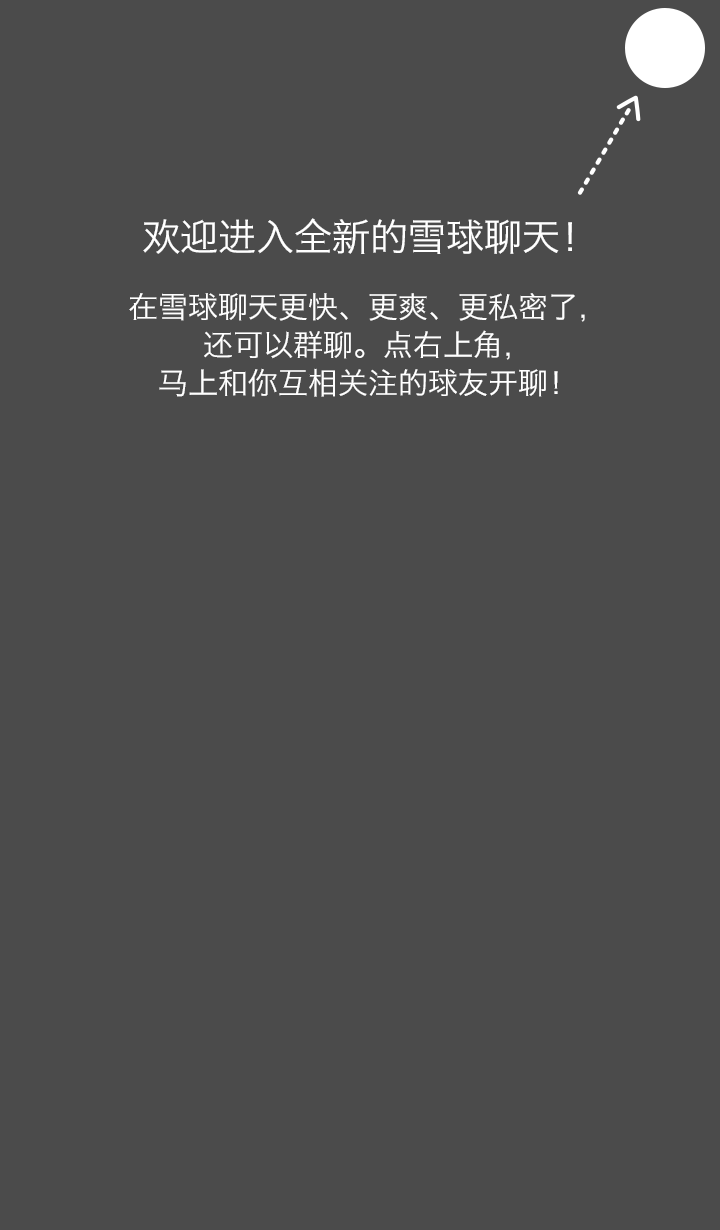 欢迎进入全新的雪球聊天！
在雪球聊天更快、更爽、更私密了，
还可以群聊。点右上角，
马上和你互相关注的球友开聊！